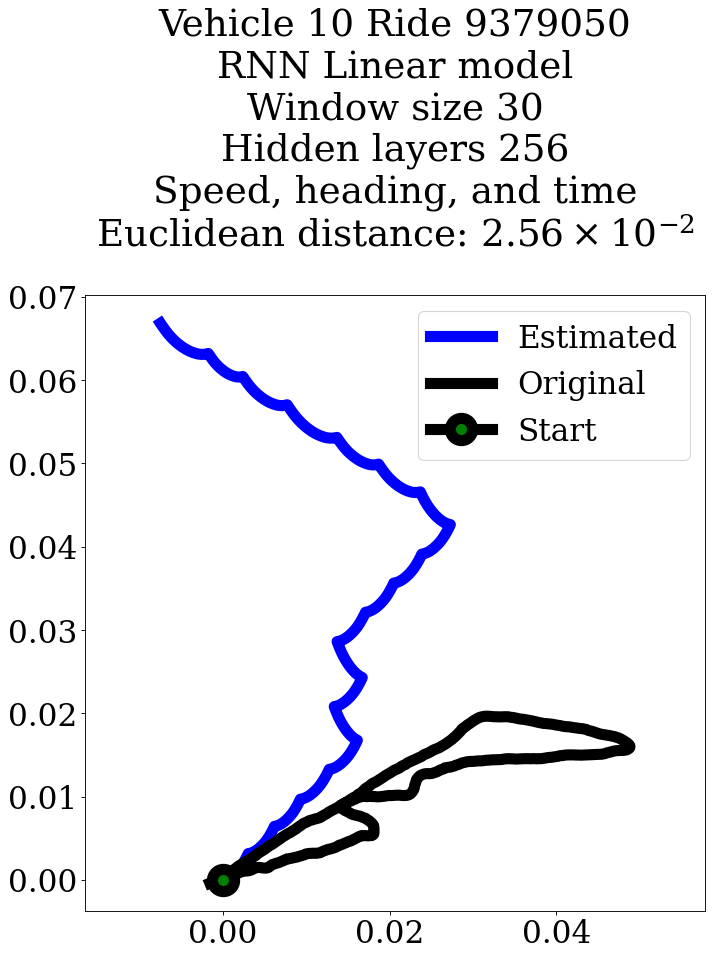 Vehicle 10 Ride 9379050
RNN Linear model
Window size 30
Hidden layers 256
Speed, heading, and time
Euclidean distance: 2.56 × 10⁻²
0.07
0.06
0.05
0.04
0.03
0.02
0.01
0.00
Estimated
Original
Start
0.00 0.02 0.04